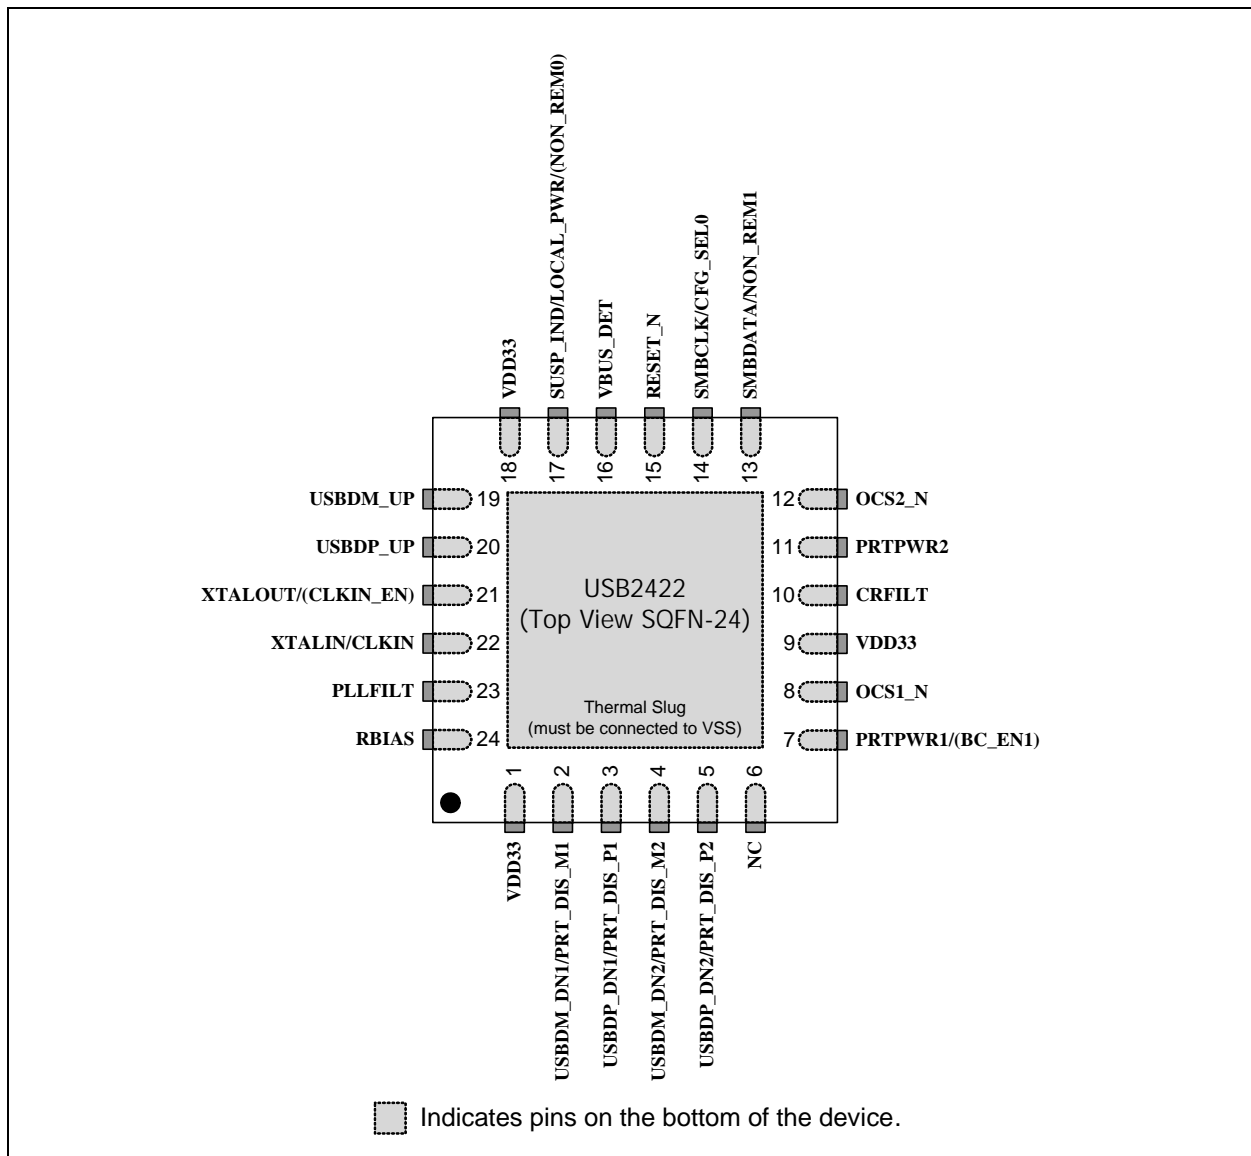 SUSP_IND/LOCAL_PWR/(NON_REM0)
SMBDATA/NON_REM1
SMBCLK/CFG_SEL0
VBUS_DET
RESET_N
VDD33
18
17
16
15
14
13
USBDM_UP 19
12 OCS2_N
USBDP_UP 20
11 PRTPWR2
XTALOUT/(CLKIN_EN) 21
10 CRFILT
XTALIN/CLKIN 22
9 VDD33
PLLFILT 23
8 OCS1_N
RBIAS 24
7 PRTPWR1/(BC_EN1)
USB2422
(Top View SQFN-24)
Thermal Slug
(must be connected to VSS)
1
2
3
4
5
6
VDD33
USBDM_DN1/PRT_DIS_M1
USBDP_DN1/PRT_DIS_P1
USBDM_DN2/PRT_DIS_M2
USBDP_DN2/PRT_DIS_P2
NC
Indicates pins on the bottom of the device.